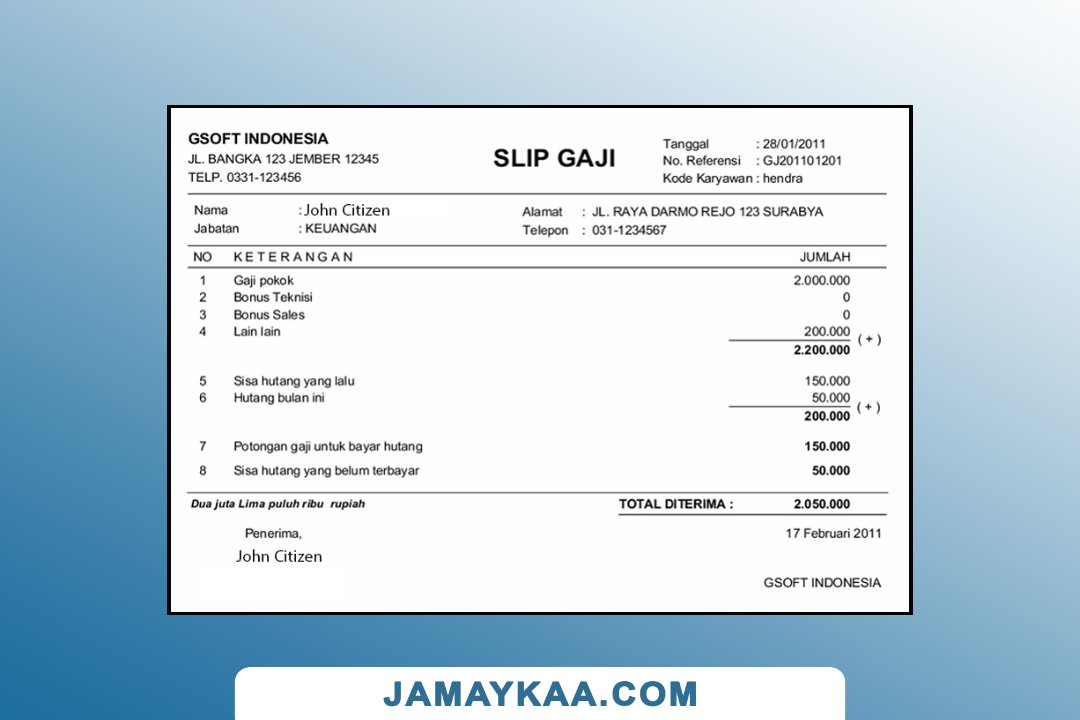 GSOFT INDONESIA
JL. BANGKA 123 JEMBER 12345
TELP. 0331-123456
SLIP GAJI
Tanggal : 28/01/2011
No. Referensi : GJ201101201
Kode Karyawan : hendra
Nama : John Citizen
Jabatan : KEUANGAN
Alamat : JL. RAYA DARMO REJO 123 SURABYA
Telepon : 031-1234567
NO K E T E R A N G A N JUMLAH
1 Gaji pokok 2.000.000
2 Bonus Teknisi 0
3 Bonus Sales 0
4 Lain lain 200.000
( + )
2.200.000
5 Sisa hutang yang lalu 150.000
6 Hutang bulan ini 50.000
( + )
200.000
7 Potongan gaji untuk bayar hutang 150.000
8 Sisa hutang yang belum terbayar 50.000
Dua juta Lima puluh ribu rupiah TOTAL DITERIMA : 2.050.000
Penerima, 17 Februari 2011
John Citizen
GSOFT INDONESIA
JAMAYKAA.COM